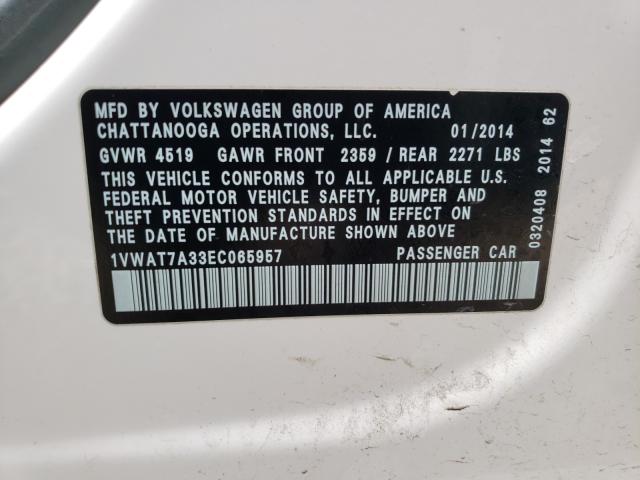 MFD BY VOLKSWAGEN GROUP OF AMERICA
CHATTANOOGA OPERATIONS, LLC. 01/2014
GVWR 4519 GAWR FRONT 2359 / REAR 2271 LBS
THIS VEHICLE CONFORMS TO ALL APPLICABLE U.S.
FEDERAL MOTOR VEHICLE SAFETY, BUMPER AND
THEFT PREVENTION STANDARDS IN EFFECT ON
DATE OF MANUFACTURE SHOWN ABOVE
1VWAT7A33EC065957 PASSENGER CAR
0320408 2014 62